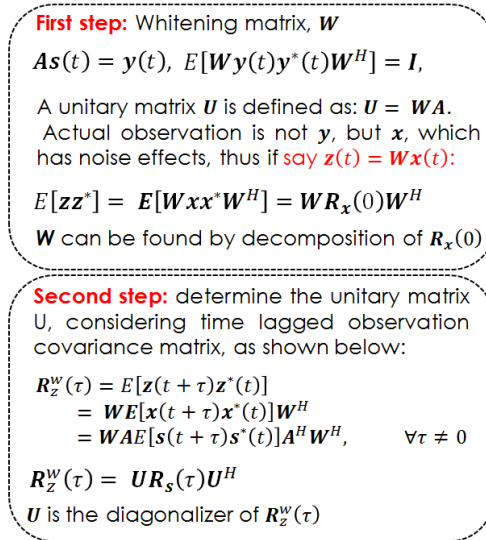 First step: Whitening matrix, W
As(t) = y(t), E[Wy(t)y*(t)W^H] = I,
A unitary matrix U is defined as: U = WA.
Actual observation is not y, but x, which
has noise effects, thus if say z(t) = Wx(t):
E[zz*] = E[Wxx*W^H] = WR_x(0)W^H
W can be found by decomposition of R_x(0)
Second step: determine the unitary matrix
U, considering time lagged observation
covariance matrix, as shown below:
R_z^w(τ) = E[z(t + τ)z*(t)]
= WE[x(t + τ)x*(t)]W^H
= WAE[s(t + τ)s*(t)]A^H W^H, ∀τ ≠ 0
R_z^w(τ) = UR_s(τ)U^H
U is the diagonalizer of R_z^w(τ)